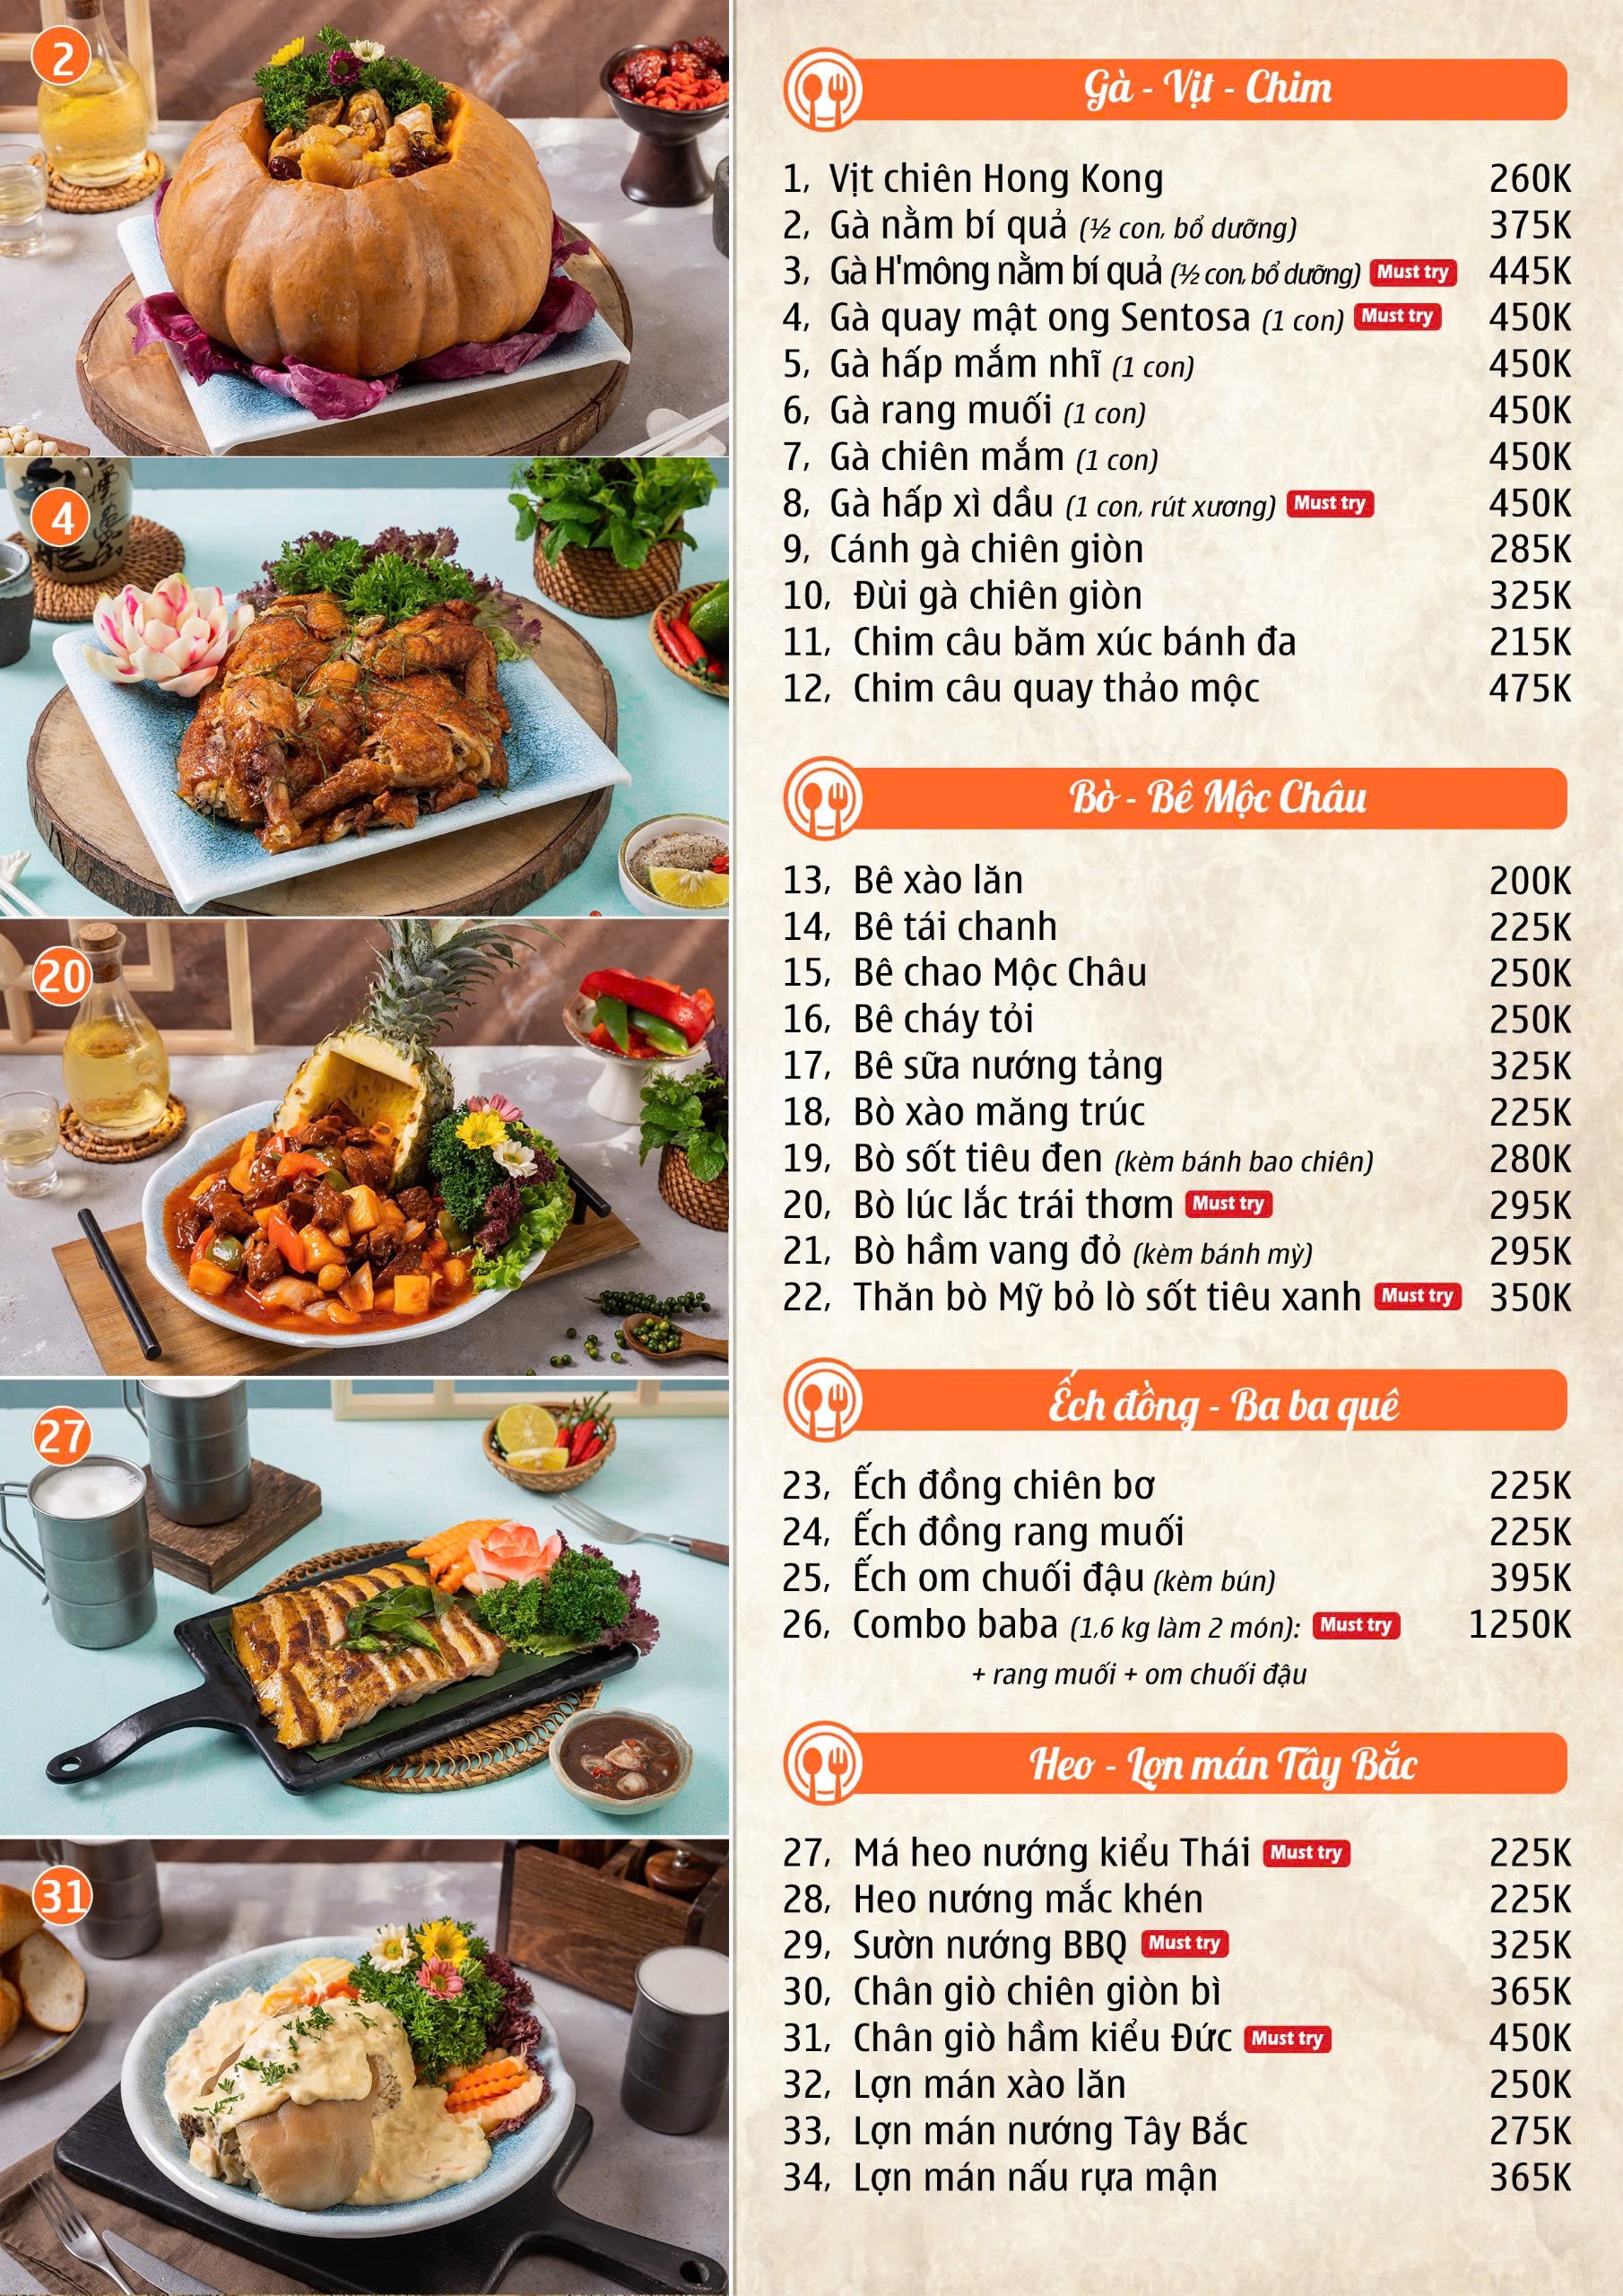 2
4
20
27
31
Gà - Vịt - Chim
1, Vịt chiên Hong Kong 260K
2, Gà nằm bí quả (½ con, bổ dưỡng) 375K
3, Gà H'mông nằm bí quả (½ con, bổ dưỡng) Must try 445K
4, Gà quay mật ong Sentosa (1 con) Must try 450K
5, Gà hấp mắm nhĩ (1 con) 450K
6, Gà rang muối (1 con) 450K
7, Gà chiên mắm (1 con) 450K
8, Gà hấp xì dầu (1 con, rút xương) Must try 450K
9, Cánh gà chiên giòn 285K
10, Đùi gà chiên giòn 325K
11, Chim câu băm xúc bánh đa 215K
12, Chim câu quay thảo mộc 475K
Bò - Bê Mộc Châu
13, Bê xào lăn 200K
14, Bê tái chanh 225K
15, Bê chao Mộc Châu 250K
16, Bê cháy tỏi 250K
17, Bê sữa nướng tảng 325K
18, Bò xào măng trúc 225K
19, Bò sốt tiêu đen (kèm bánh bao chiên) 280K
20, Bò lúc lắc trái thơm Must try 295K
21, Bò hầm vang đỏ (kèm bánh mỳ) 295K
22, Thăn bò Mỹ bỏ lò sốt tiêu xanh Must try 350K
Ếch đồng - Ba ba quê
23, Ếch đồng chiên bơ 225K
24, Ếch đồng rang muối 225K
25, Ếch om chuối đậu (kèm bún) 395K
26, Combo baba (1,6 kg làm 2 món): Must try 1250K
+ rang muối + om chuối đậu
Heo - Lợn mán Tây Bắc
27, Má heo nướng kiểu Thái Must try 225K
28, Heo nướng mắc khén 225K
29, Sườn nướng BBQ Must try 325K
30, Chân giò chiên giòn bì 365K
31, Chân giò hầm kiểu Đức Must try 450K
32, Lợn mán xào lăn 250K
33, Lợn mán nướng Tây Bắc 275K
34, Lợn mán nấu rựa mận 365K